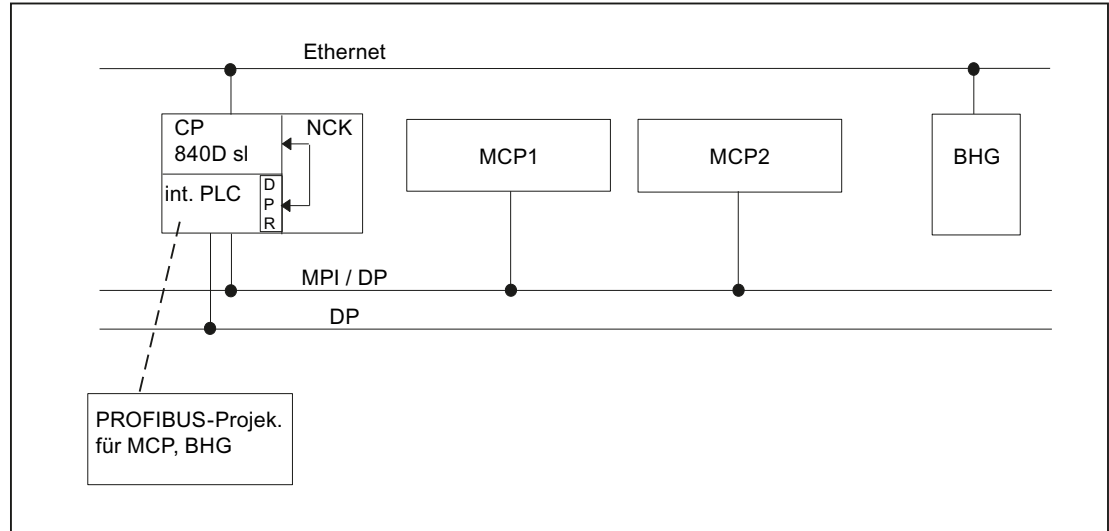 Ethernet
CP
840D sl
NCK
int. PLC
D
P
R
MCP1
MCP2
BHG
MPI / DP
DP
PROFIBUS-Projek.
für MCP, BHG